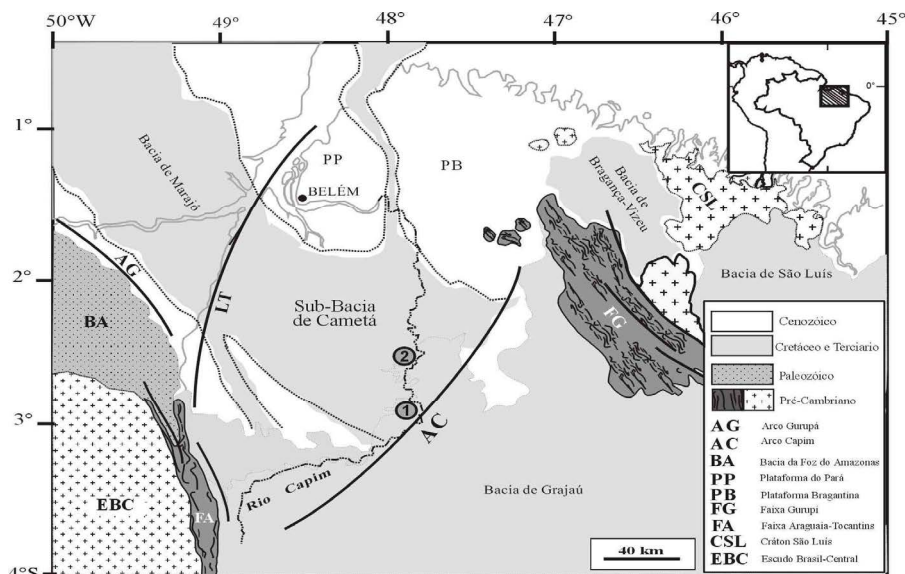 50°W
49°
48°
47°
46°
45°
0°
1°
2°
3°
4°S
Bacia de Marajó
PP
BELÉM
PB
Bacia de
Bragança-Vizeu
CSL
Bacia de São Luís
AG
LT
BA
Sub-Bacia
de Cametá
FG
2
1
AC
Rio Capim
EBC
FA
Bacia de Grajaú
40 km
Cenozóico
Cretáceo e Terciario
Paleozóico
Pré-Cambriano
AG Arco Gurupá
AC Arco Capim
BA Bacia da Foz do Amazonas
PP Plataforma do Pará
PB Plataforma Bragantina
FG Faixa Gurupi
FA Faixa Araguaia-Tocantins
CSL Cráton São Luís
EBC Escudo Brasil-Central